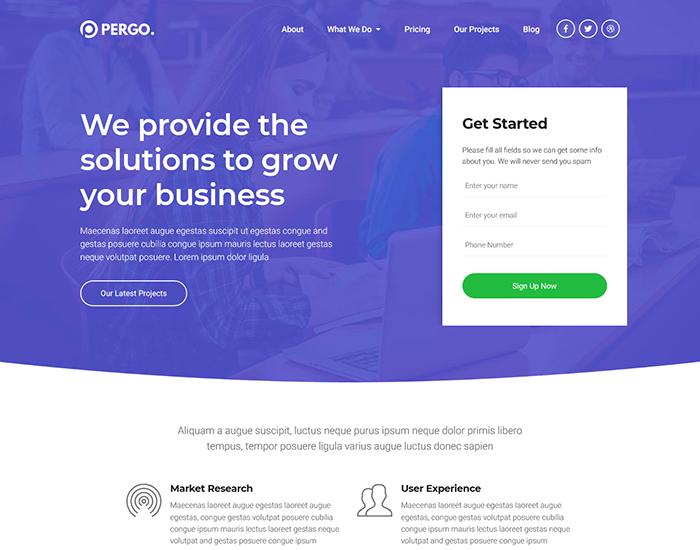 PERGO.
About What We Do Pricing Our Projects Blog
We provide the
solutions to grow
your business
Maecenas laoreet augue egestas suscipit ut egestas congue and
gestas posuere cubilia congue ipsum mauris lectus laoreet gestas
neque volutpat posuere. Lorem ipsum dolor ligula
Our Latest Projects
Get Started
Please fill all fields so we can get some info
about you. We will never send you spam
Enter your name
Enter your email
Phone Number
Sign Up Now
Aliquam a augue suscipit, luctus neque purus ipsum neque dolor primis libero
tempus, tempor posuere ligula varius augue luctus donec sapien
Market Research
Maecenas laoreet augue laoreet augue
egestas, congue gestas volutpat posuere cubilia
congue ipsum mauris lectus laoreet gestas neque
volutpat and gestas posuere congue ipsum
User Experience
Maecenas laoreet augue egestas laoreet augue
egestas, congue gestas volutpat posuere cubilia
congue ipsum mauris lectus laoreet gestas neque
volutpat and gestas posuere congue ipsum